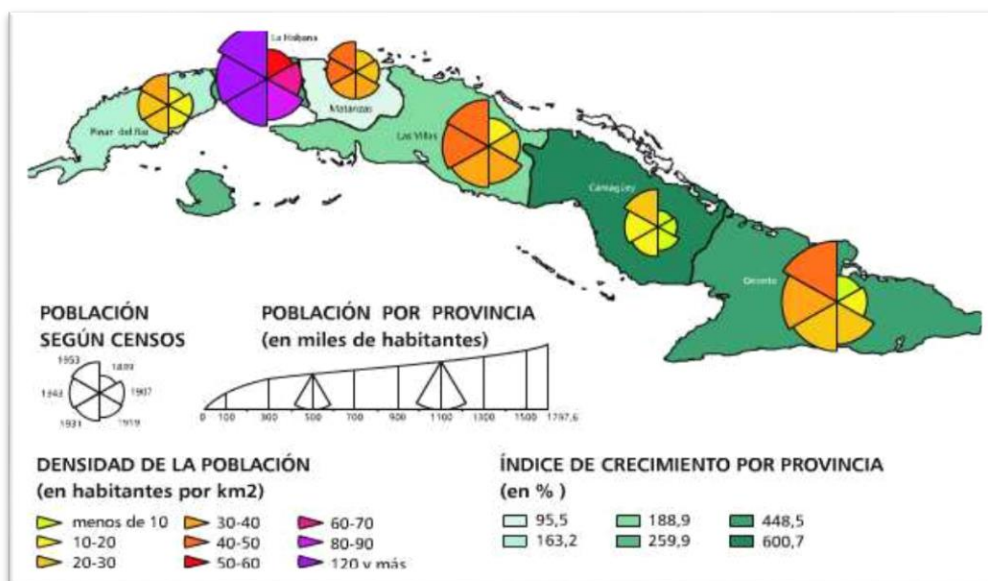 La Habana
Matanzas
Pinar del Rio
Las Villas
Camagüey
Oriente
POBLACIÓN
SEGÚN CENSOS
1953
1899
1943
1907
1931
1919
POBLACIÓN POR PROVINCIA
(en miles de habitantes)
0 100 300 500 700 900 1100 1300 1500 1797,6
DENSIDAD DE LA POBLACIÓN
(en habitantes por km2)
menos de 10
10-20
20-30
30-40
40-50
50-60
60-70
80-90
120 y más
ÍNDICE DE CRECIMIENTO POR PROVINCIA
(en % )
95,5
163,2
188,9
259,9
448,5
600,7